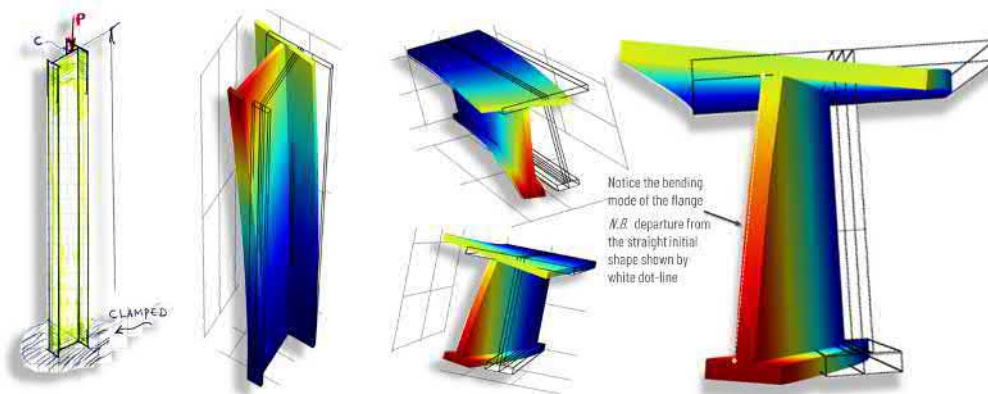 P
C
CLAMPED
Notice the bending
mode of the flange
N.B. departure from
the straight initial
shape shown by
white dot-line